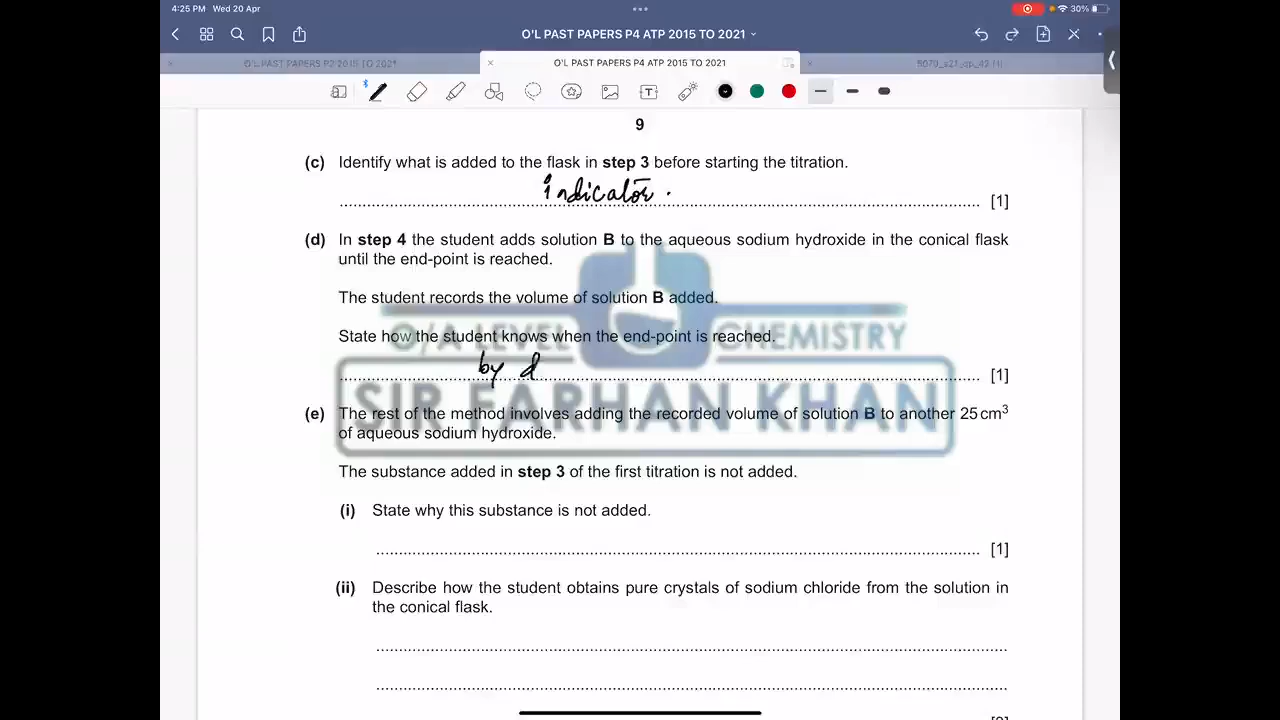 4:25 PM Wed 20 Apr
30%
O'L PAST PAPERS P4 ATP 2015 TO 2021
O'L PAST PAPERS P2 2015 TO 202*
O'L PAST PAPERS P4 ATP 2015 TO 2021
5070_s21_qp_42 (1)
9
(c) Identify what is added to the flask in step 3 before starting the titration.
indicator .
[1]
(d) In step 4 the student adds solution B to the aqueous sodium hydroxide in the conical flask
until the end-point is reached.
The student records the volume of solution B added.
O/A LEVEL CHEMISTRY
State how the student knows when the end-point is reached.
by d
[1]
SIR FARHAN KHAN
(e) The rest of the method involves adding the recorded volume of solution B to another 25 cm³
of aqueous sodium hydroxide.
The substance added in step 3 of the first titration is not added.
(i) State why this substance is not added.
[1]
(ii) Describe how the student obtains pure crystals of sodium chloride from the solution in
the conical flask.